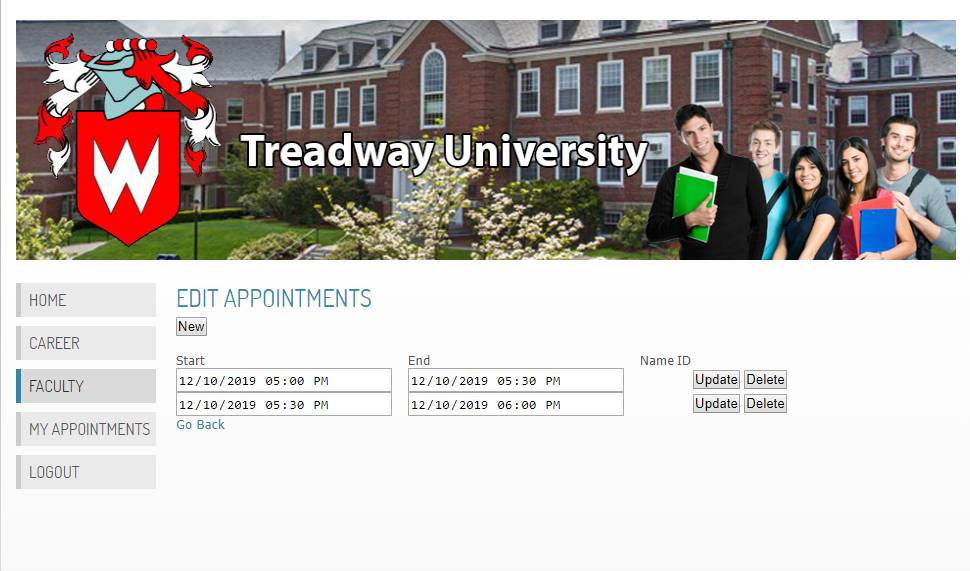 W
Treadway University
HOME
CAREER
FACULTY
MY APPOINTMENTS
LOGOUT
EDIT APPOINTMENTS
New
Start End Name ID
12/10/2019 05:00 PM 12/10/2019 05:30 PM Update Delete
12/10/2019 05:30 PM 12/10/2019 06:00 PM Update Delete
Go Back